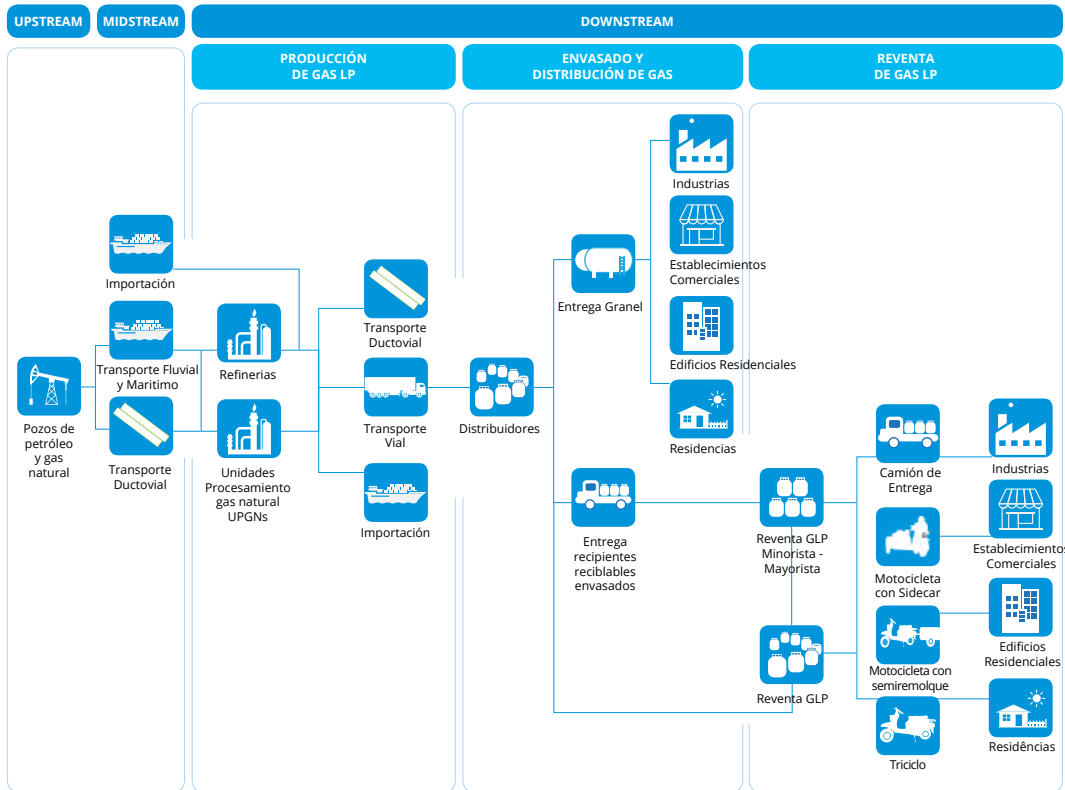 UPSTREAM
MIDSTREAM
DOWNSTREAM
PRODUCCIÓN
DE GAS LP
ENVASADO Y
DISTRIBUCIÓN DE GAS
REVENTA
DE GAS LP
Pozos de
petróleo
y gas
natural
Importación
Transporte Fluvial
y Maritimo
Transporte
Ductovial
Refinerias
Unidades
Procesamiento
gas natural
UPGNs
Transporte
Ductovial
Transporte
Vial
Importación
Distribuidores
Entrega Granel
Entrega
recipientes
reciblables
envasados
Industrias
Establecimientos
Comerciales
Edificios Residenciales
Residencias
Reventa GLP
Minorista -
Mayorista
Reventa GLP
Camión de
Entrega
Motocicleta
con Sidecar
Motocicleta con
semiremolque
Triciclo
Industrias
Establecimientos
Comerciales
Edificios
Residenciales
Residências